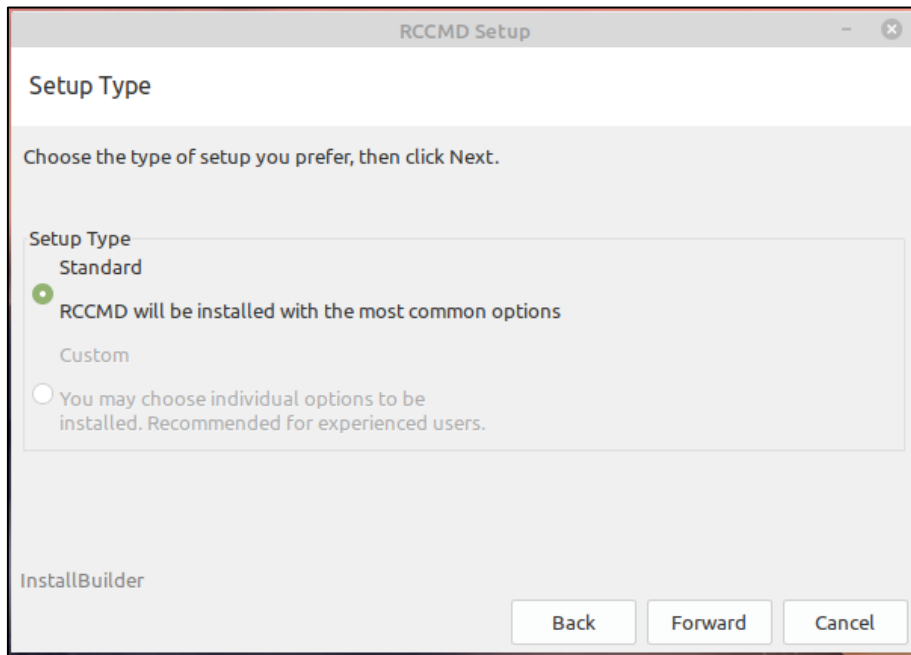 RCCMD Setup
Setup Type
Choose the type of setup you prefer, then click Next.
Setup Type
Standard
RCCMD will be installed with the most common options
Custom
You may choose individual options to be
installed. Recommended for experienced users.
InstallBuilder
Back
Forward
Cancel